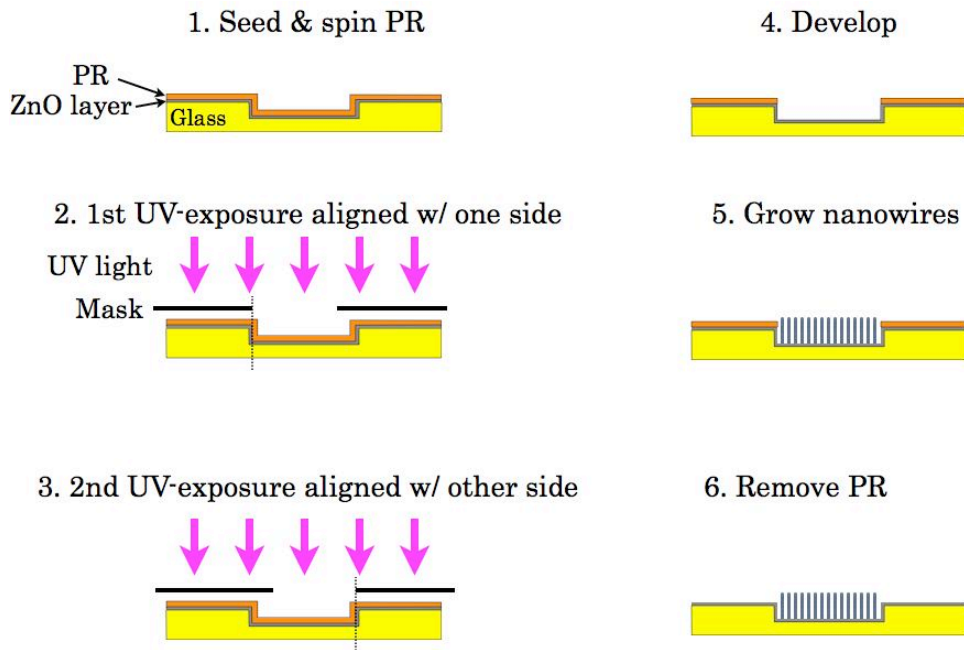 1. Seed & spin PR
PR
ZnO layer
Glass
2. 1st UV-exposure aligned w/ one side
UV light
Mask
3. 2nd UV-exposure aligned w/ other side
4. Develop
5. Grow nanowires
6. Remove PR